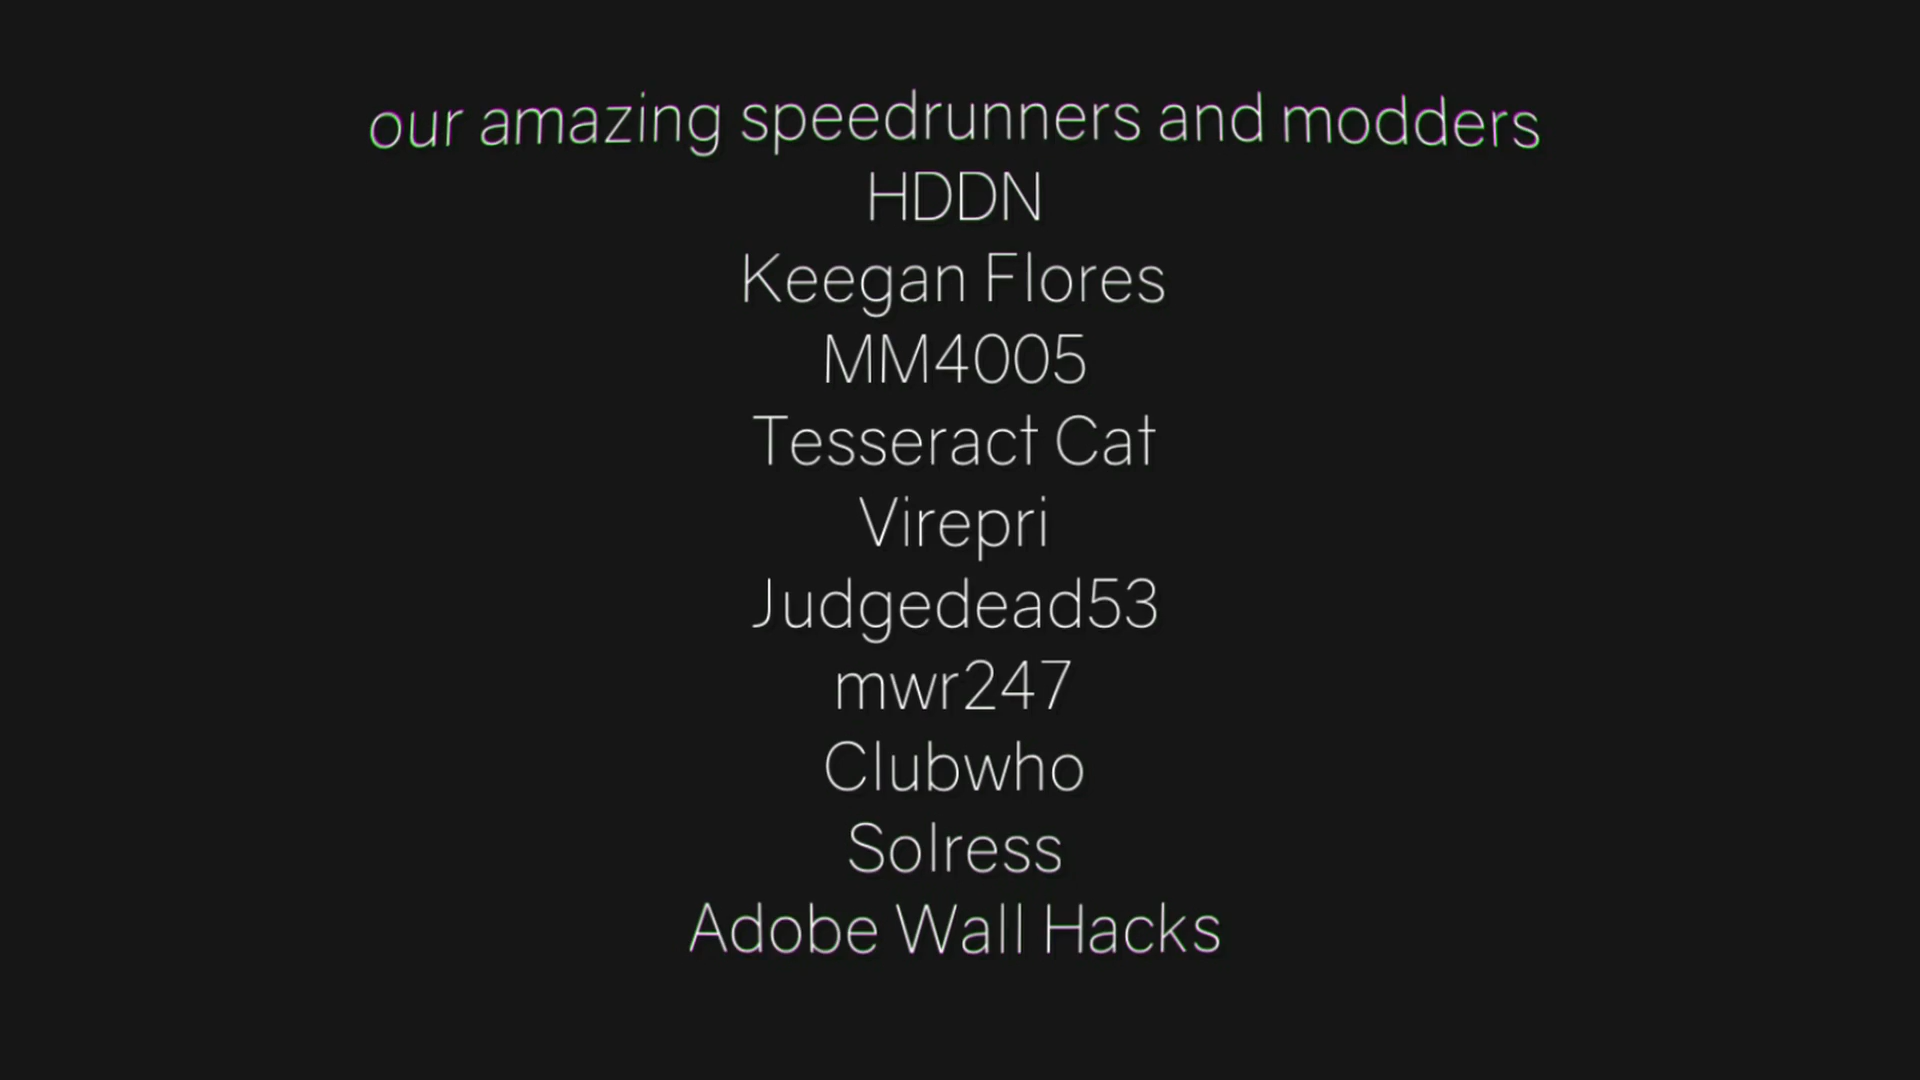 our amazing speedrunners and modders
HDDN
Keegan Flores
MM4005
Tesseract Cat
Virepri
Judgedead53
mwr247
Clubwho
Solress
Adobe Wall Hacks